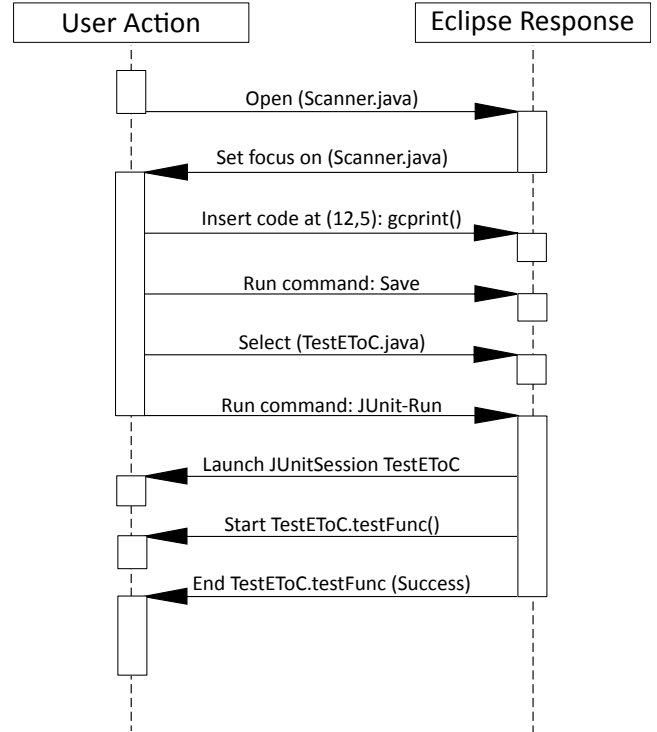 User Action
Eclipse Response
Open (Scanner.java)
Set focus on (Scanner.java)
Insert code at (12,5): gcprint()
Run command: Save
Select (TestEToC.java)
Run command: JUnit-Run
Launch JUnitSession TestEToC
Start TestEToC.testFunc()
End TestEToC.testFunc (Success)